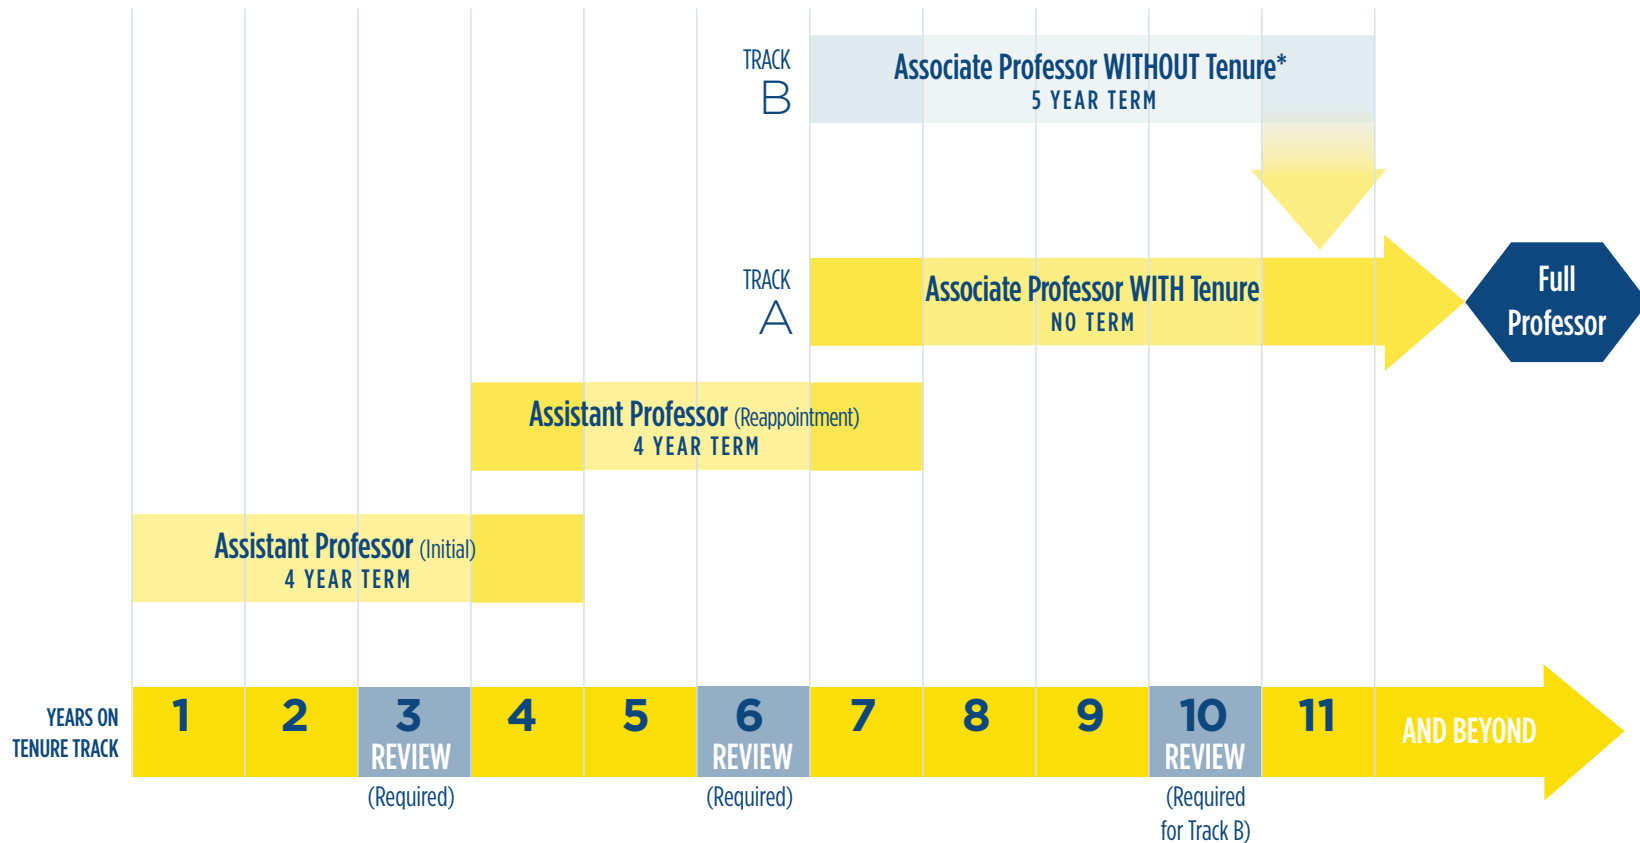 TRACK
B
Associate Professor WITHOUT Tenure*
5 YEAR TERM
TRACK
A
Associate Professor WITH Tenure
NO TERM
Full
Professor
Assistant Professor (Reappointment)
4 YEAR TERM
Assistant Professor (Initial)
4 YEAR TERM
YEARS ON
TENURE TRACK
1 2 3 4 5 6 7 8 9 10 11
REVIEW REVIEW REVIEW
AND BEYOND
(Required) (Required) (Required
for Track B)